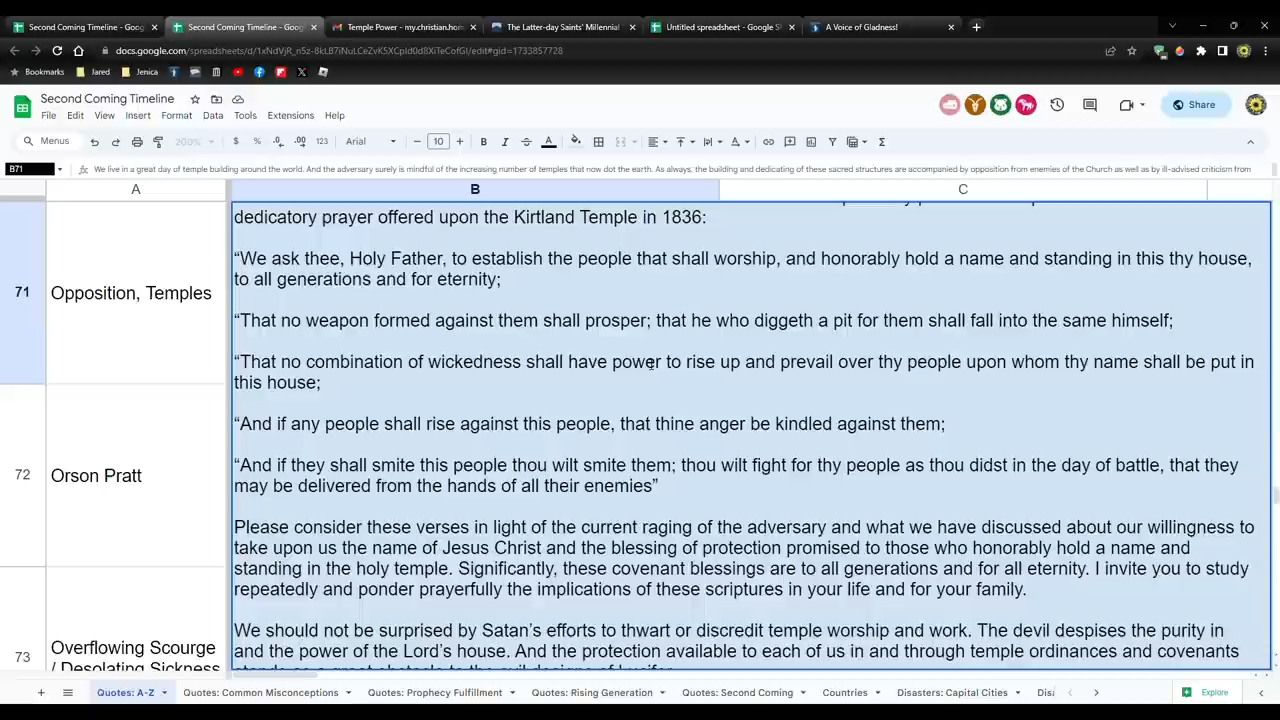 Second Coming Timeline - Goog
Second Coming Timeline - Goog
Temple Power - my.christian.hom
The Latter-day Saints' Millennial
Untitled spreadsheet - Google Sh
A Voice of Gladness!
Bookmarks
Jared
Jenica
Second Coming Timeline
File
Edit
View
Insert
Format
Data
Tools
Extensions
Help
Share
Menus
200%
$
%
.0
.00
123
Arial
10
B71
We live in a great day of temple building around the world. And the adversary surely is mindful of the increasing number of temples that now dot the earth. As always, the building and dedicating of these sacred structures are accompanied by opposition from enemies of the Church as well as by ill-advised criticism from
A
B
C
71
Opposition, Temples
dedicatory prayer offered upon the Kirtland Temple in 1836:
“We ask thee, Holy Father, to establish the people that shall worship, and honorably hold a name and standing in this thy house,
to all generations and for eternity;
“That no weapon formed against them shall prosper; that he who diggeth a pit for them shall fall into the same himself;
“That no combination of wickedness shall have power to rise up and prevail over thy people upon whom thy name shall be put in
this house;
“And if any people shall rise against this people, that thine anger be kindled against them;
72
Orson Pratt
“And if they shall smite this people thou wilt smite them; thou wilt fight for thy people as thou didst in the day of battle, that they
may be delivered from the hands of all their enemies”
Please consider these verses in light of the current raging of the adversary and what we have discussed about our willingness to
take upon us the name of Jesus Christ and the blessing of protection promised to those who honorably hold a name and
standing in the holy temple. Significantly, these covenant blessings are to all generations and for all eternity. I invite you to study
repeatedly and ponder prayerfully the implications of these scriptures in your life and for your family.
73
Overflowing Scourge
/ Desolating Sickness
We should not be surprised by Satan’s efforts to thwart or discredit temple worship and work. The devil despises the purity in
and the power of the Lord’s house. And the protection available to each of us in and through temple ordinances and covenants
stands as a great obstacle to the evil designs of Lucifer.
Quotes: A-Z
Quotes: Common Misconceptions
Quotes: Prophecy Fulfillment
Quotes: Rising Generation
Quotes: Second Coming
Countries
Disasters: Capital Cities
Disa
Explore